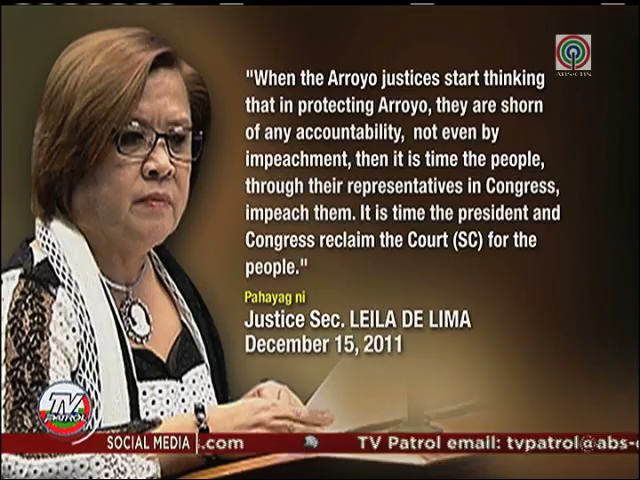 ABS-CBN
"When the Arroyo justices start thinking
that in protecting Arroyo, they are shorn
of any accountability, not even by
impeachment, then it is time the people,
through their representatives in Congress,
impeach them. It is time the president and
Congress reclaim the Court (SC) for the
people."
Pahayag ni
Justice Sec. LEILA DE LIMA
December 15, 2011
TV
PATROL
SOCIAL MEDIA s.com TV Patrol email: tvpatrol@abs-c